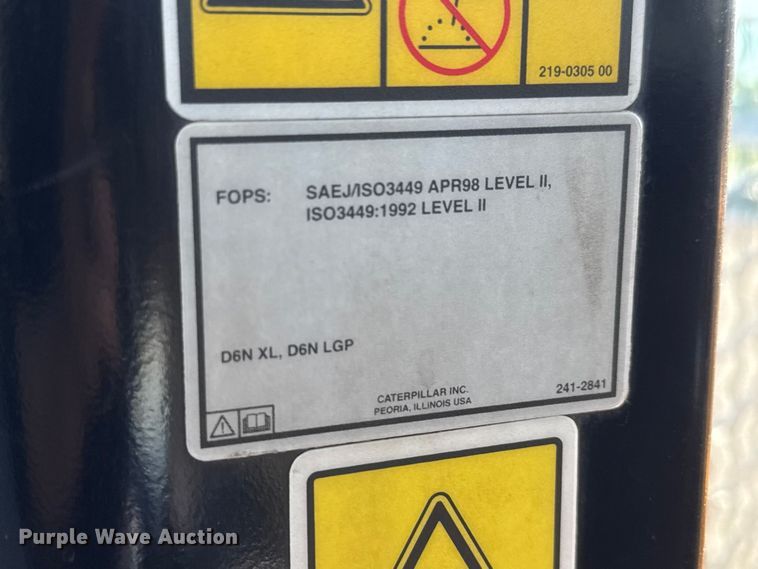 219-0305 00
FOPS: SAEJ/ISO3449 APR98 LEVEL II,
ISO3449:1992 LEVEL II
D6N XL, D6N LGP
CATERPILLAR INC.
PEORIA, ILLINOIS USA
241-2841
Purple Wave Auction